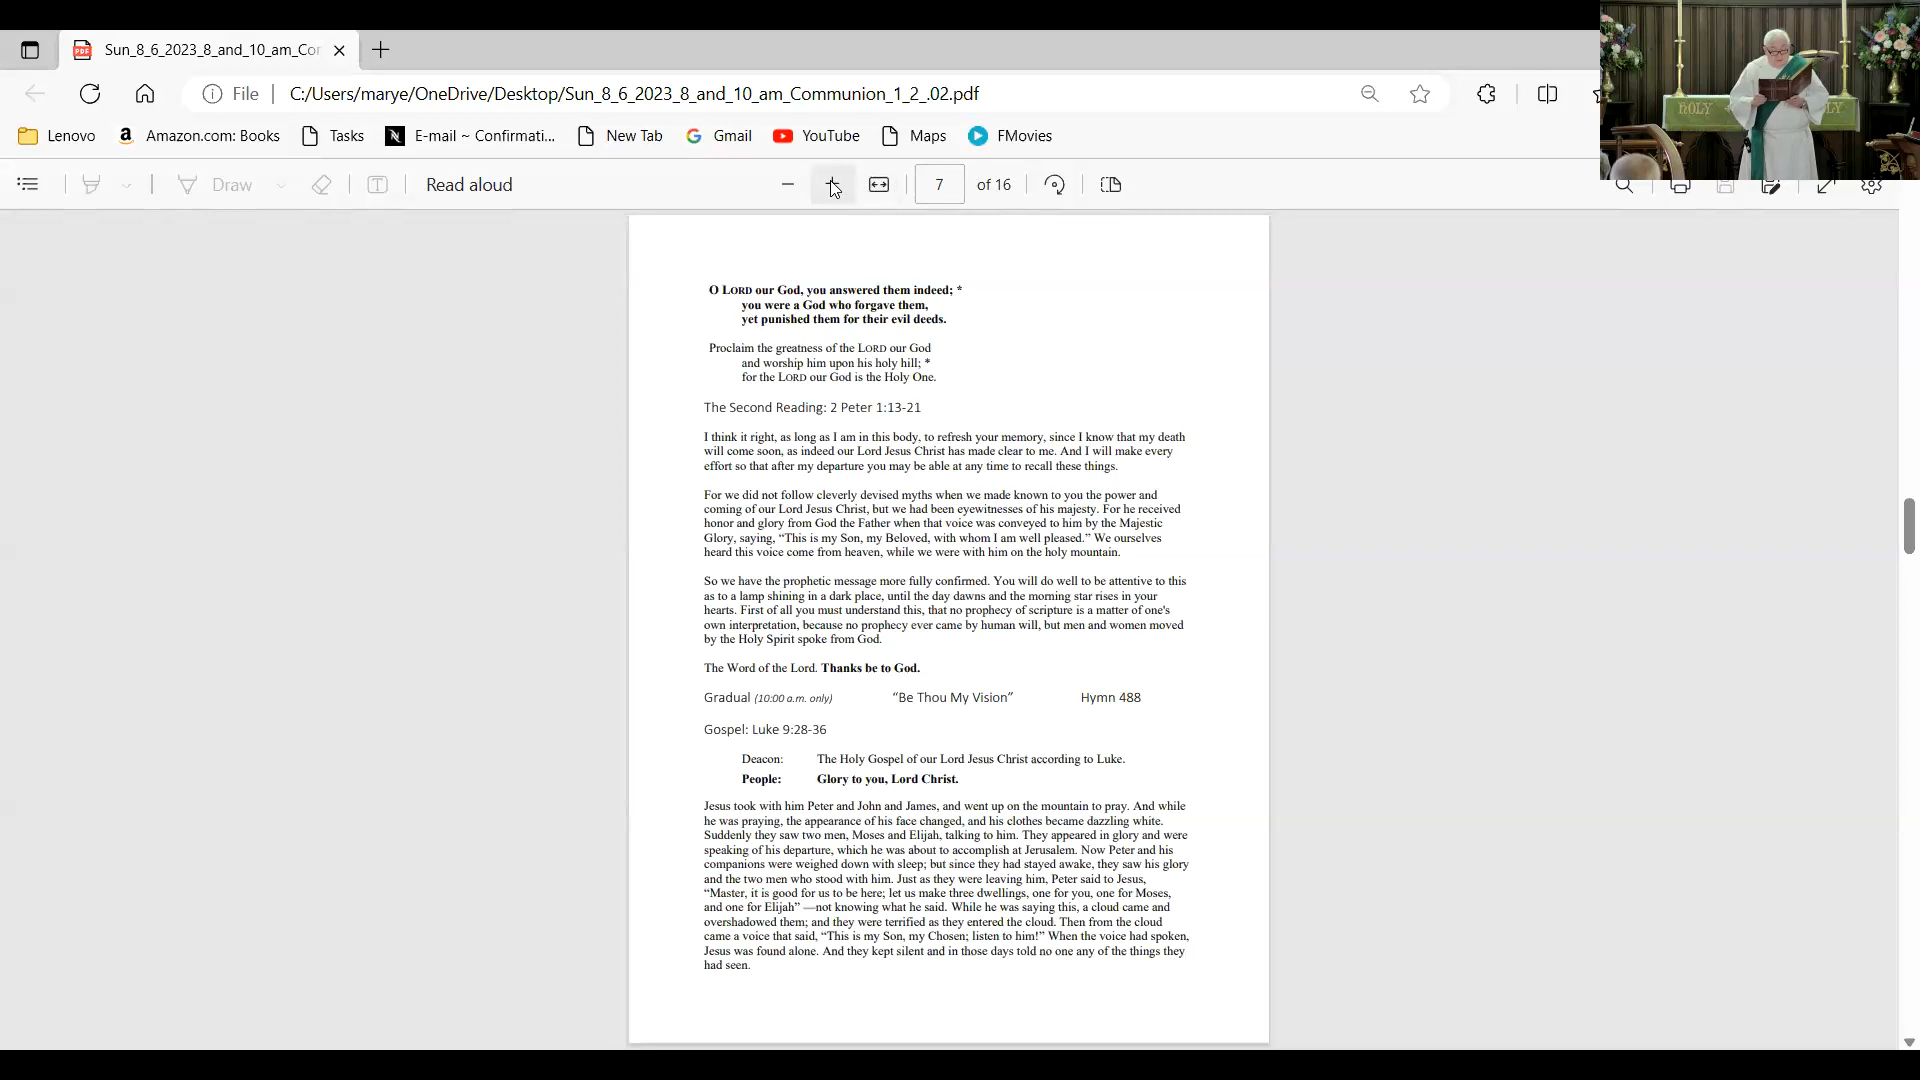 Sun_8_6_2023_8_and_10_am_Cor
File
C:/Users/marye/OneDrive/Desktop/Sun_8_6_2023_8_and_10_am_Communion_1_2_.02.pdf
Lenovo
Amazon.com: Books
Tasks
E-mail ~ Confirmati...
New Tab
Gmail
YouTube
Maps
FMovies
HOLY
LY
Draw
Read aloud
7 of 16
O LORD our God, you answered them indeed; *
you were a God who forgave them,
yet punished them for their evil deeds.
Proclaim the greatness of the LORD our God
and worship him upon his holy hill; *
for the LORD our God is the Holy One.
The Second Reading: 2 Peter 1:13-21
I think it right, as long as I am in this body, to refresh your memory, since I know that my death
will come soon, as indeed our Lord Jesus Christ has made clear to me. And I will make every
effort so that after my departure you may be able at any time to recall these things.
For we did not follow cleverly devised myths when we made known to you the power and
coming of our Lord Jesus Christ, but we had been eyewitnesses of his majesty. For he received
honor and glory from God the Father when that voice was conveyed to him by the Majestic
Glory, saying, “This is my Son, my Beloved, with whom I am well pleased.” We ourselves
heard this voice come from heaven, while we were with him on the holy mountain.
So we have the prophetic message more fully confirmed. You will do well to be attentive to this
as to a lamp shining in a dark place, until the day dawns and the morning star rises in your
hearts. First of all you must understand this, that no prophecy of scripture is a matter of one's
own interpretation, because no prophecy ever came by human will, but men and women moved
by the Holy Spirit spoke from God.
The Word of the Lord. Thanks be to God.
Gradual (10:00 a.m. only) “Be Thou My Vision” Hymn 488
Gospel: Luke 9:28-36
Deacon: The Holy Gospel of our Lord Jesus Christ according to Luke.
People: Glory to you, Lord Christ.
Jesus took with him Peter and John and James, and went up on the mountain to pray. And while
he was praying, the appearance of his face changed, and his clothes became dazzling white.
Suddenly they saw two men, Moses and Elijah, talking to him. They appeared in glory and were
speaking of his departure, which he was about to accomplish at Jerusalem. Now Peter and his
companions were weighed down with sleep; but since they had stayed awake, they saw his glory
and the two men who stood with him. Just as they were leaving him, Peter said to Jesus,
“Master, it is good for us to be here; let us make three dwellings, one for you, one for Moses,
and one for Elijah” —not knowing what he said. While he was saying this, a cloud came and
overshadowed them; and they were terrified as they entered the cloud. Then from the cloud
came a voice that said, “This is my Son, my Chosen; listen to him!” When the voice had spoken,
Jesus was found alone. And they kept silent and in those days told no one any of the things they
had seen.